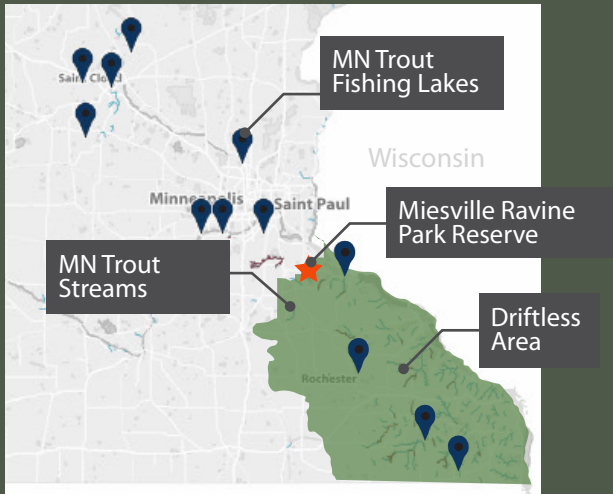 MN Trout
Fishing Lakes
Saint Cloud
Wisconsin
Minneapolis
Saint Paul
Miesville Ravine
Park Reserve
MN Trout
Streams
Driftless
Area
Rochester